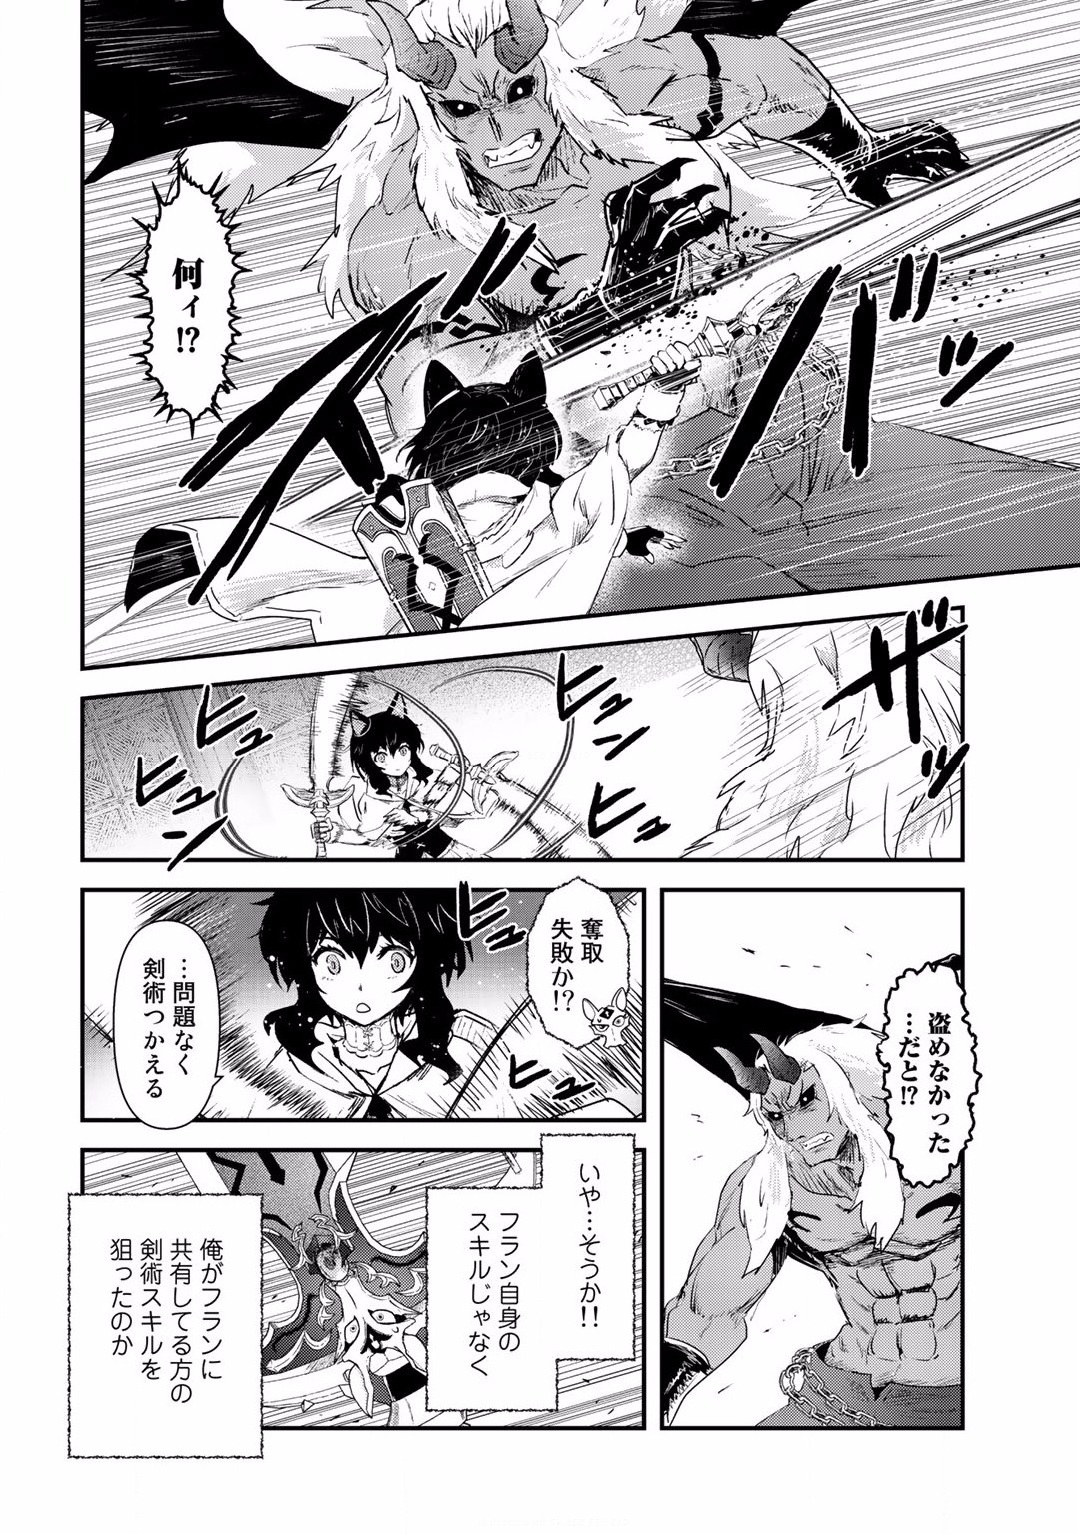 何ィ!?
ズバッ
ザッ
ヒュン
ヒュン
ヒュン
ヒュン
盗めなかった
…だと!?
奪取
失敗か!?
ヒュン
…問題なく
剣術つかえる
いや…そうか!!
フラン自身の
スキルじゃなく
俺がフランに
共有してる方の
剣術スキルを
狙ったのか